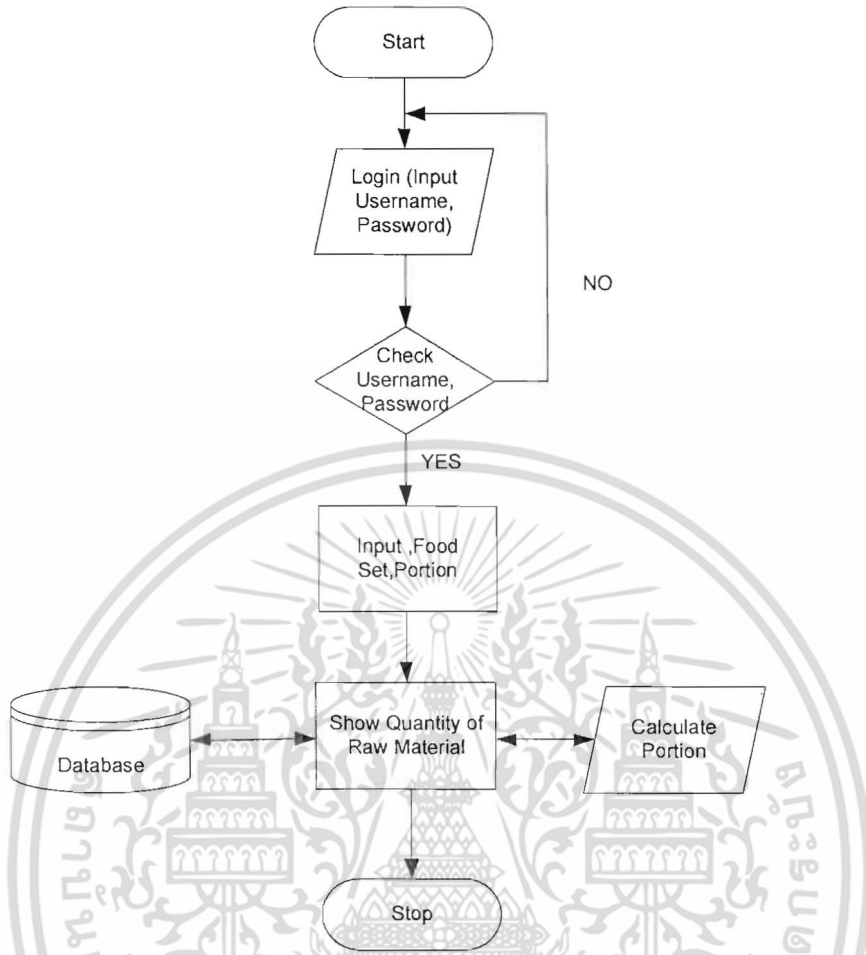 Start
Login (Input
Username,
Password)
NO
Check
Username,
Password
YES
Input ,Food
Set,Portion
Database
Show Quantity of
Raw Material
Calculate
Portion
Stop